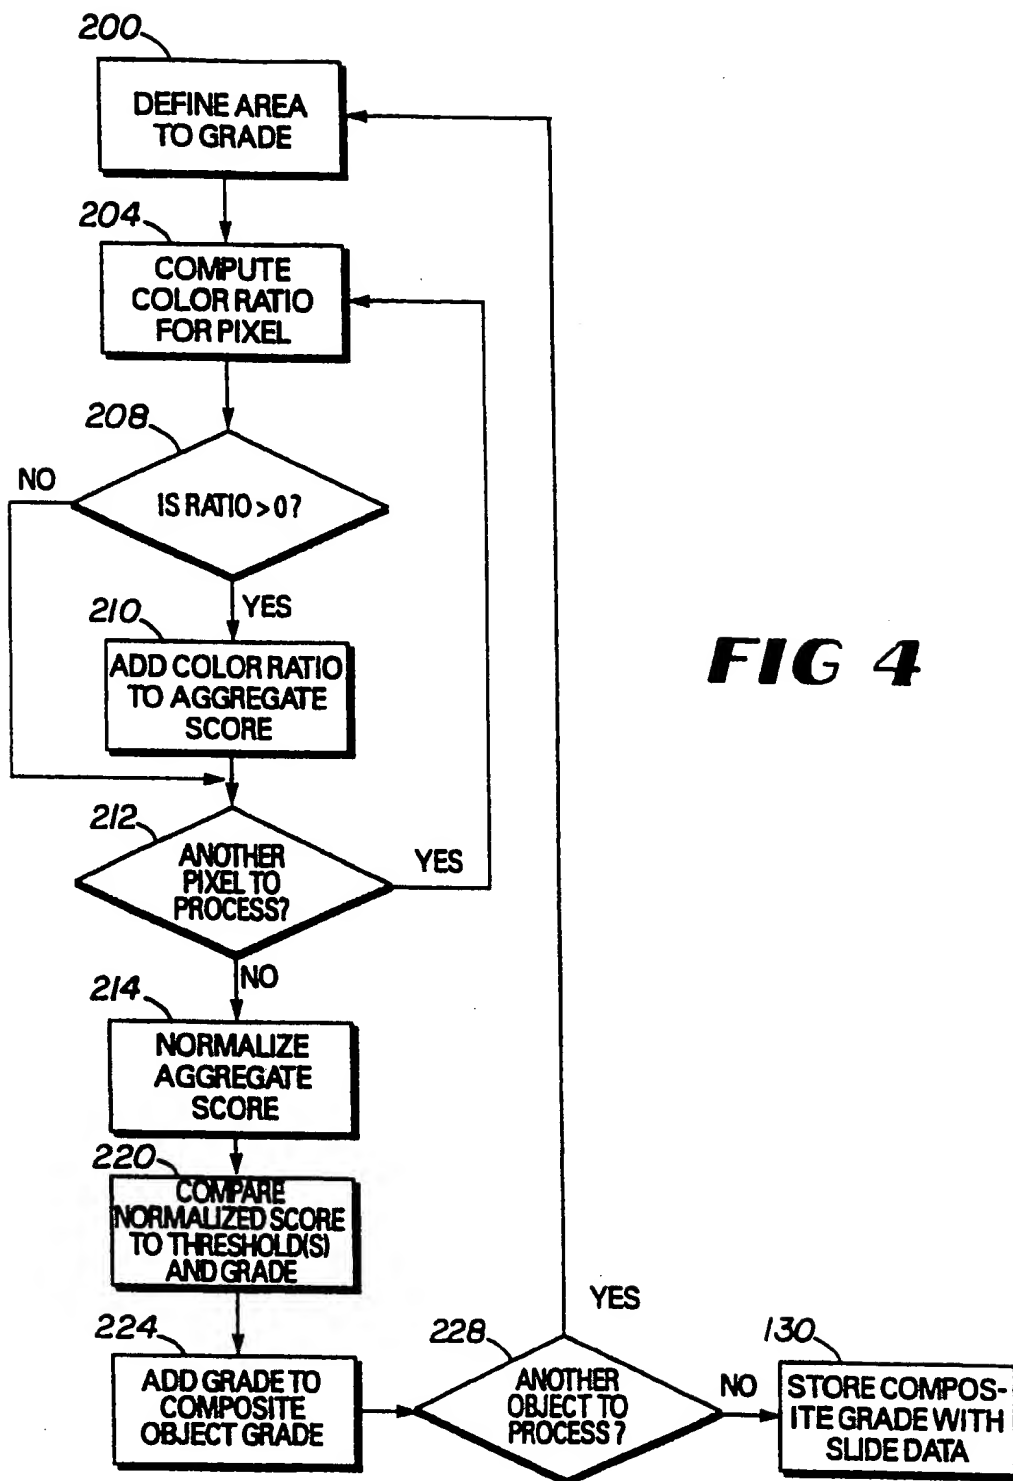 200
DEFINE AREA
TO GRADE
204
COMPUTE
COLOR RATIO
FOR PIXEL
208
NO
IS RATIO > 0?
YES
210
ADD COLOR RATIO
TO AGGREGATE
SCORE
FIG 4
212
ANOTHER
PIXEL TO
PROCESS?
YES
NO
214
NORMALIZE
AGGREGATE
SCORE
220
COMPARE
NORMALIZED SCORE
TO THRESHOLD(S)
AND GRADE
224
ADD GRADE TO
COMPOSITE
OBJECT GRADE
228
YES
ANOTHER
OBJECT TO
PROCESS?
NO
130
STORE COMPOS-
ITE GRADE WITH
SLIDE DATA